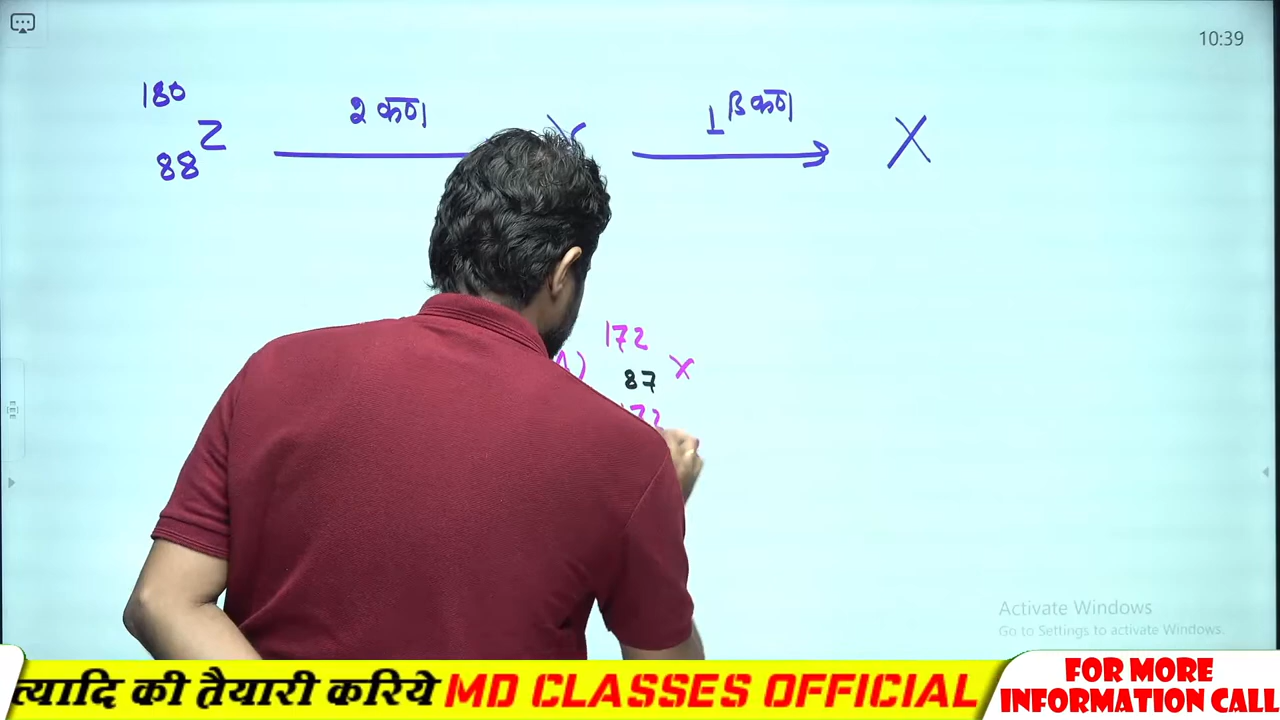 10:39
180
88 Z
2 कण
1 β कण
X
172
87 X
172
Activate Windows
Go to Settings to activate Windows.
त्यादि की तैयारी करिये MD CLASSES OFFICIAL
FOR MORE
INFORMATION CALL